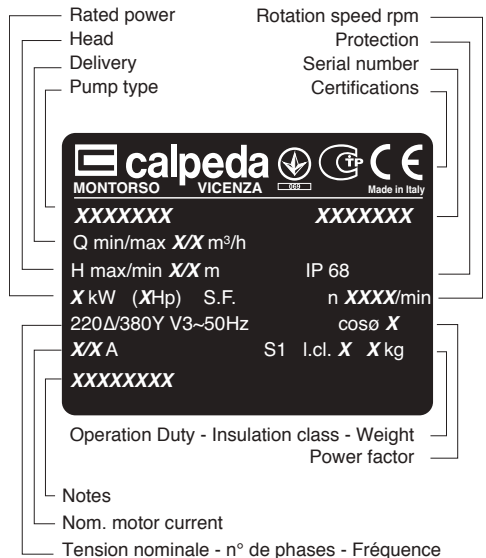 Rated power Rotation speed rpm
Head Protection
Delivery Serial number
Pump type Certifications
calpeda
MONTORSO VICENZA 069 Made in Italy
XXXXXXX XXXXXXX
Q min/max X/X m³/h
H max/min X/X m IP 68
X kW (XHp) S.F. n XXXX/min
220Δ/380Y V3~50Hz cosø X
X/X A S1 I.cl. X X kg
XXXXXXXX
Operation Duty - Insulation class - Weight
Power factor
Notes
Nom. motor current
Tension nominale - n° de phases - Fréquence